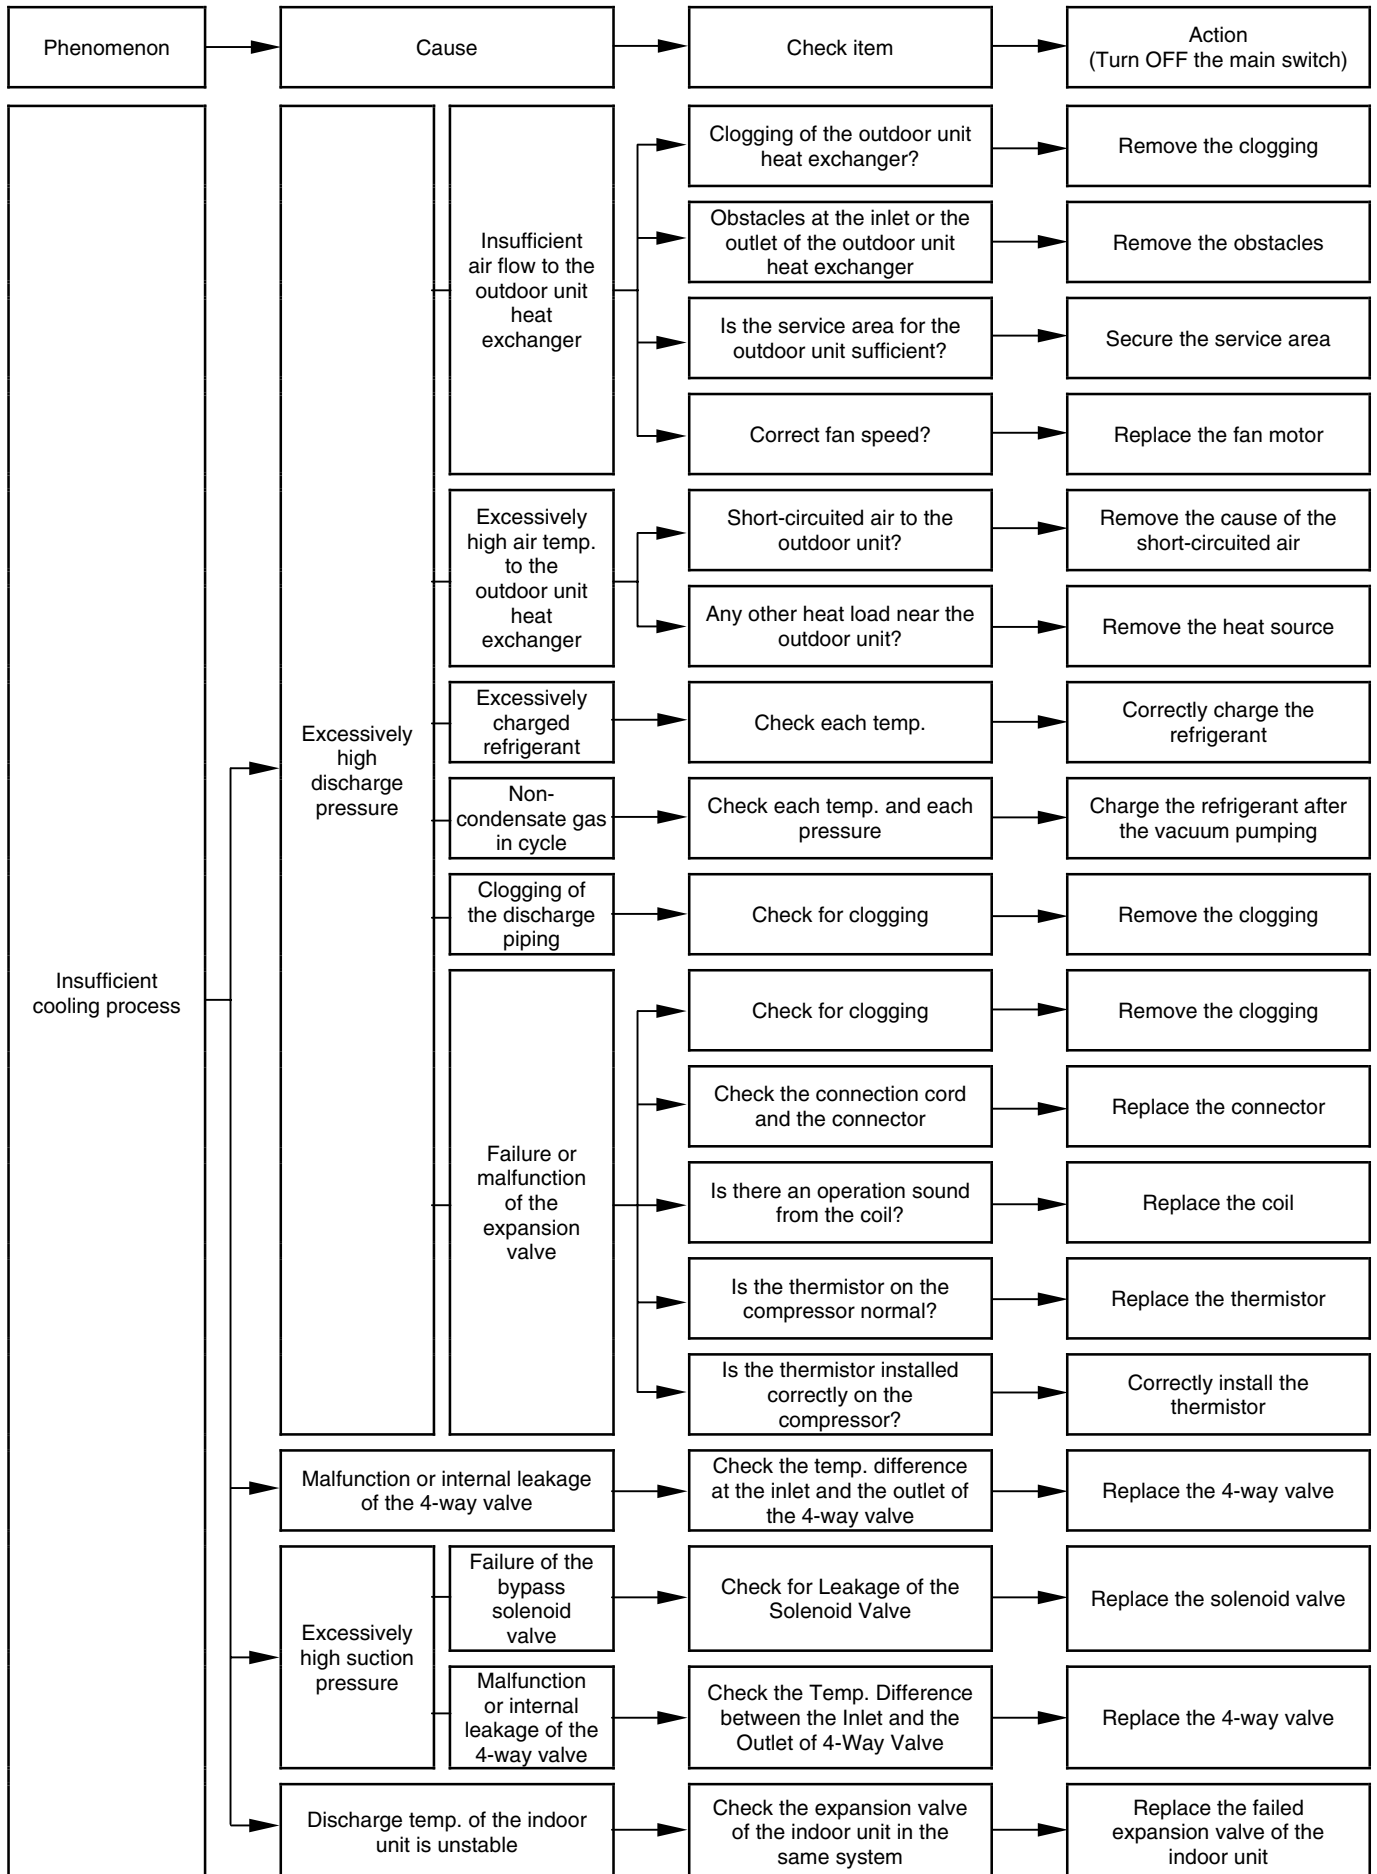 Phenomenon
Cause
Check item
Action
(Turn OFF the main switch)
Insufficient
cooling process
Excessively
high
discharge
pressure
Insufficient
air flow to the
outdoor unit
heat
exchanger
Clogging of the outdoor unit
heat exchanger?
Remove the clogging
Obstacles at the inlet or the
outlet of the outdoor unit
heat exchanger
Remove the obstacles
Is the service area for the
outdoor unit sufficient?
Secure the service area
Correct fan speed?
Replace the fan motor
Excessively
high air temp.
to the
outdoor unit
heat
exchanger
Short-circuited air to the
outdoor unit?
Remove the cause of the
short-circuited air
Any other heat load near the
outdoor unit?
Remove the heat source
Excessively
charged
refrigerant
Check each temp.
Correctly charge the
refrigerant
Non-
condensate gas
in cycle
Check each temp. and each
pressure
Charge the refrigerant after
the vacuum pumping
Clogging of
the discharge
piping
Check for clogging
Remove the clogging
Failure or
malfunction
of the
expansion
valve
Check for clogging
Remove the clogging
Check the connection cord
and the connector
Replace the connector
Is there an operation sound
from the coil?
Replace the coil
Is the thermistor on the
compressor normal?
Replace the thermistor
Is the thermistor installed
correctly on the
compressor?
Correctly install the
thermistor
Malfunction or internal leakage
of the 4-way valve
Check the temp. difference
at the inlet and the outlet of
the 4-way valve
Replace the 4-way valve
Excessively
high suction
pressure
Failure of the
bypass
solenoid
valve
Check for Leakage of the
Solenoid Valve
Replace the solenoid valve
Malfunction
or internal
leakage of the
4-way valve
Check the Temp. Difference
between the Inlet and the
Outlet of 4-Way Valve
Replace the 4-way valve
Discharge temp. of the indoor
unit is unstable
Check the expansion valve
of the indoor unit in the
same system
Replace the failed
expansion valve of the
indoor unit